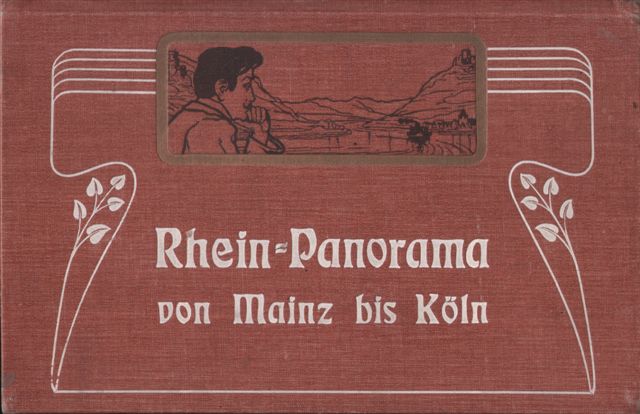 Rhein-Panorama
von Mainz bis Köln